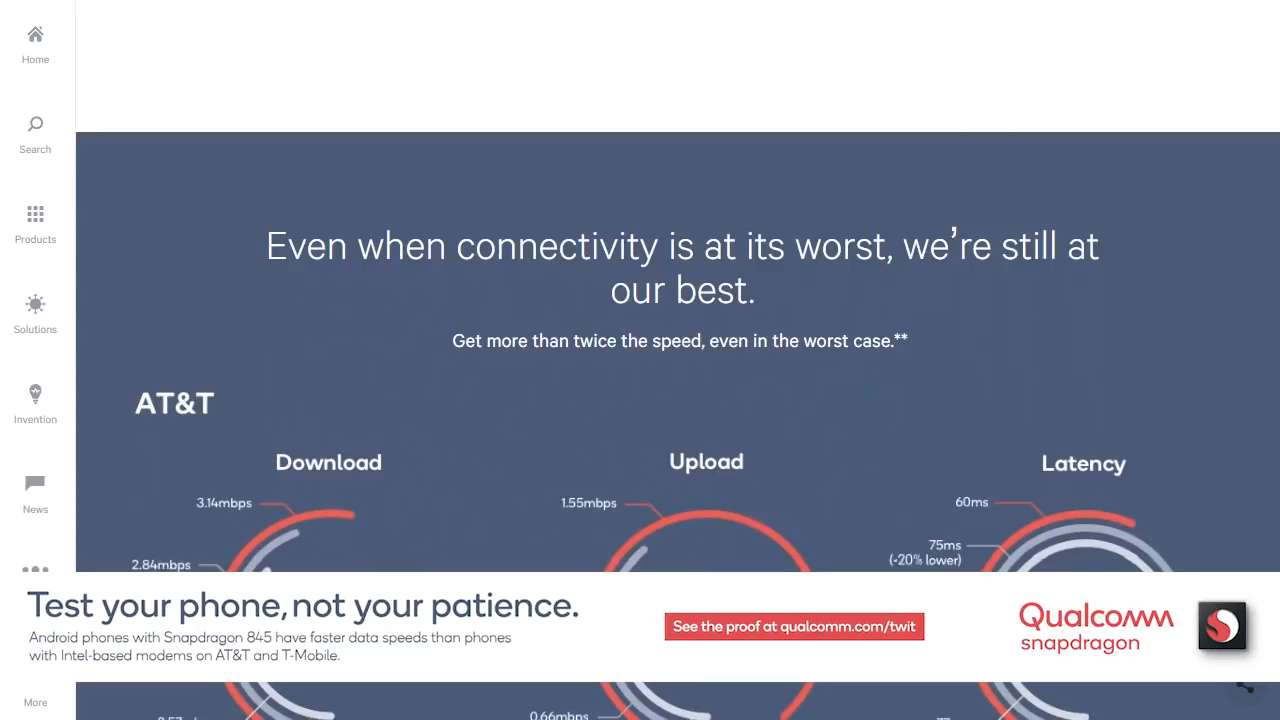 Home
Search
Products
Solutions
Invention
News
Even when connectivity is at its worst, we're still at
our best.
Get more than twice the speed, even in the worst case.**
AT&T
Download
Upload
Latency
3.14mbps
1.55mbps
60ms
75ms
(-20% lower)
2.84mbps
Test your phone, not your patience.
Android phones with Snapdragon 845 have faster data speeds than phones
with Intel-based modems on AT&T and T-Mobile.
See the proof at qualcomm.com/twit
Qualcomm
snapdragon
More
0.66mbps